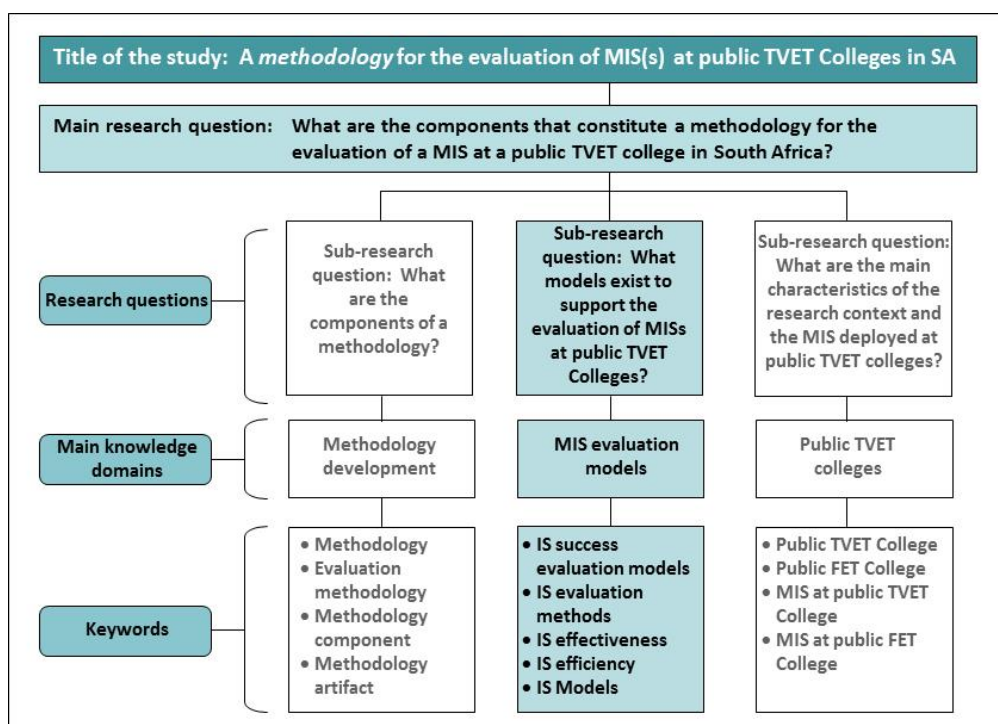 Title of the study:  A methodology for the evaluation of MIS(s) at public TVET Colleges in SA
Main research question:    What are the components that constitute a methodology for the
evaluation of a MIS at a public TVET college in South Africa?
Research questions
Sub-research
question:  What
are the
components of a
methodology?
Sub-research
question:  What
models exist to
support the
evaluation of MISs
at public TVET
Colleges?
Sub-research question:
What are the main
characteristics of the
research context and
the MIS deployed at
public TVET colleges?
Main knowledge
domains
Methodology
development
MIS evaluation
models
Public TVET
colleges
Keywords
• Methodology
• Evaluation
methodology
• Methodology
component
• Methodology
artifact
• IS success
evaluation models
• IS evaluation
methods
• IS effectiveness
• IS efficiency
• IS Models
• Public TVET College
• Public FET College
• MIS at public TVET
College
• MIS at public FET
College